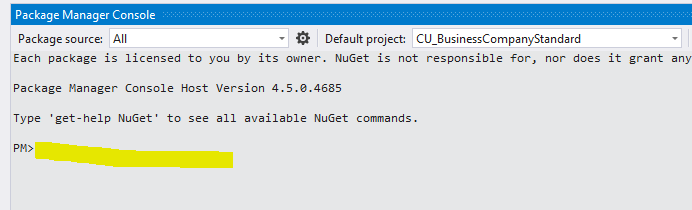 Package Manager Console
Package source: All Default project: CU_BusinessCompanyStandard
Each package is licensed to you by its owner. NuGet is not responsible for, nor does it grant any
Package Manager Console Host Version 4.5.0.4685
Type 'get-help NuGet' to see all available NuGet commands.
PM>